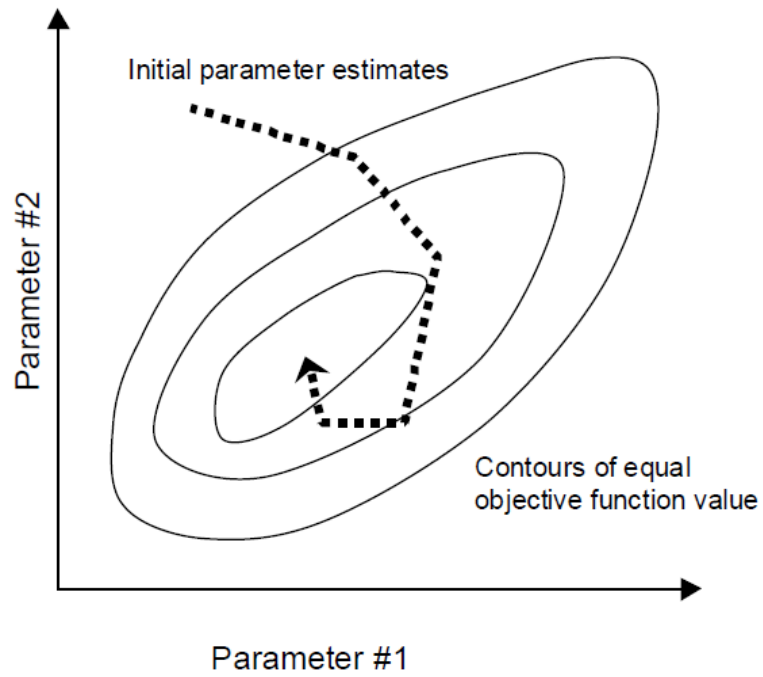 Initial parameter estimates
Parameter #2
Contours of equal
objective function value
Parameter #1